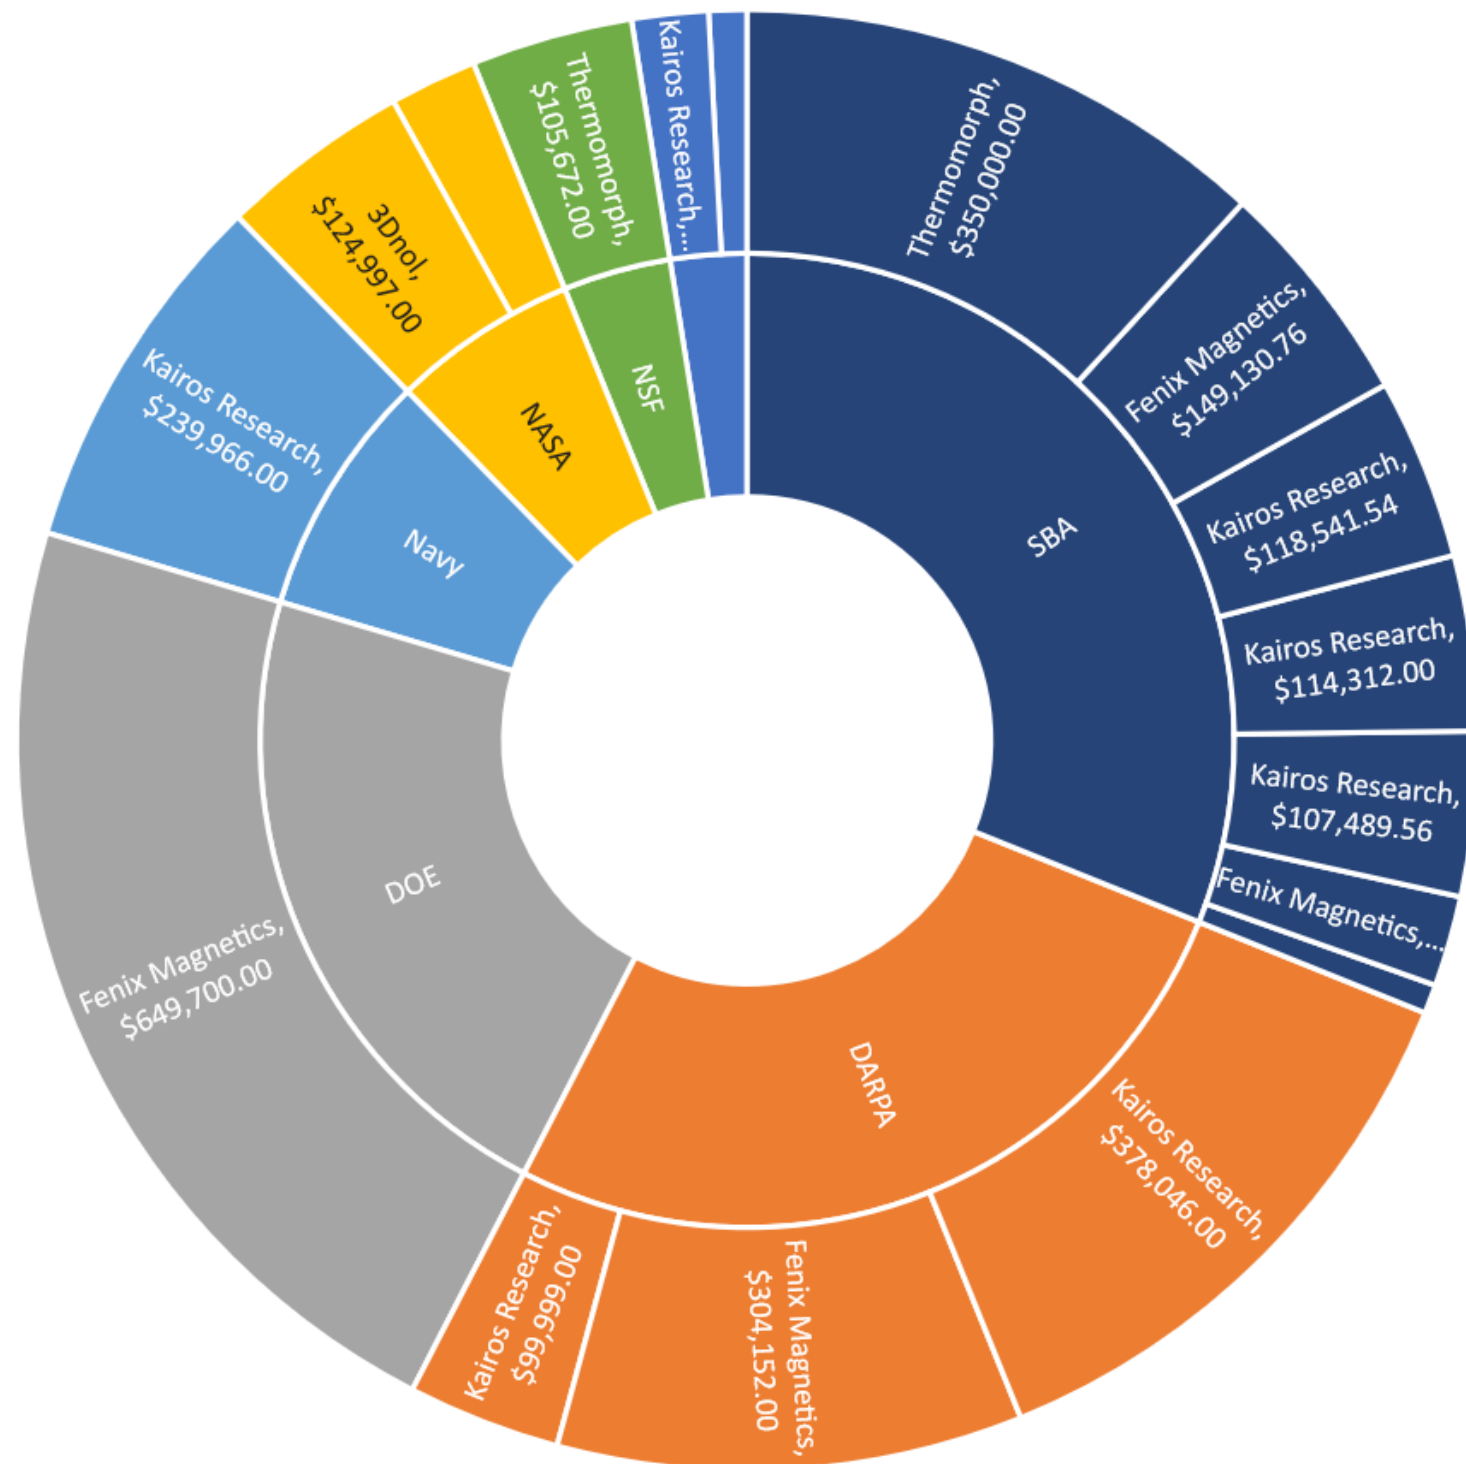 SBA
Thermomorph,
$350,000.00
Fenix Magnetics,
$149,130.76
Kairos Research,
$118,541.54
Kairos Research,
$114,312.00
Kairos Research,
$107,489.56
Fenix Magnetics,...
DARPA
Kairos Research,
$378,046.00
Fenix Magnetics,
$304,152.00
Kairos Research,
$99,999.00
DOE
Fenix Magnetics,
$649,700.00
Navy
Kairos Research,
$239,966.00
NASA
3Dnol,
$124,997.00
NSF
Thermomorph,
$105,672.00
Kairos Research,...